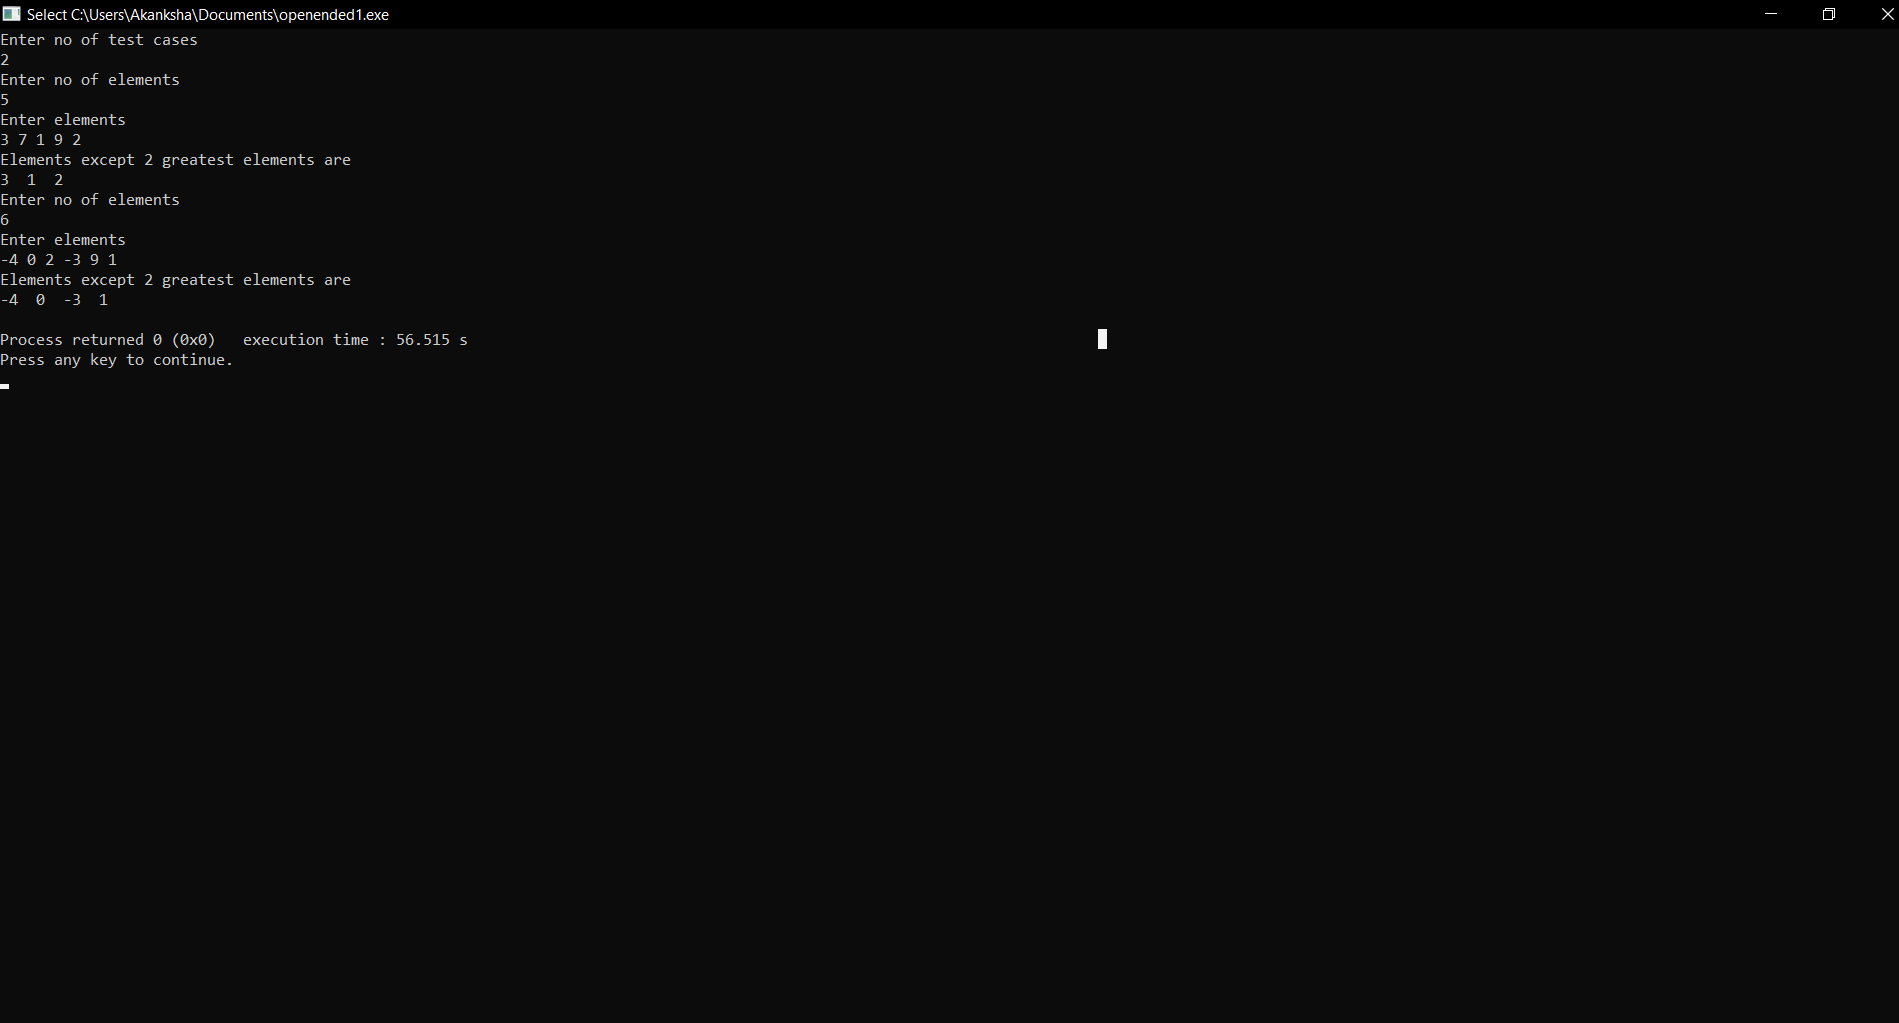 Select C:\Users\Akanksha\Documents\openended1.exe
Enter no of test cases
2
Enter no of elements
5
Enter elements
3 7 1 9 2
Elements except 2 greatest elements are
3  1  2
Enter no of elements
6
Enter elements
-4 0 2 -3 9 1
Elements except 2 greatest elements are
-4  0  -3  1
Process returned 0 (0x0)   execution time : 56.515 s
Press any key to continue.